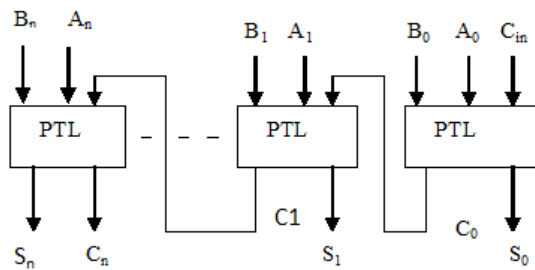 Bₙ Aₙ B₁ A₁ B₀ A₀ Cᵢₙ
PTL PTL PTL
Sₙ Cₙ C1 S₁ C₀ S₀